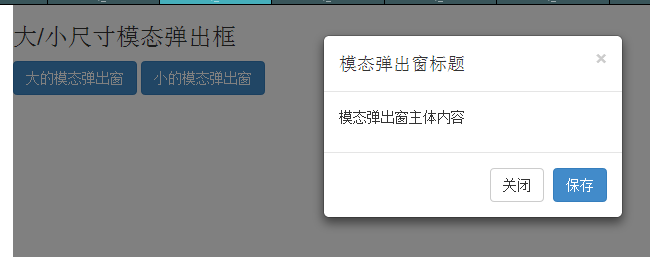 大/小尺寸模态弹出框
大的模态弹出窗 小的模态弹出窗
模态弹出窗标题 ×
模态弹出窗主体内容
关闭 保存